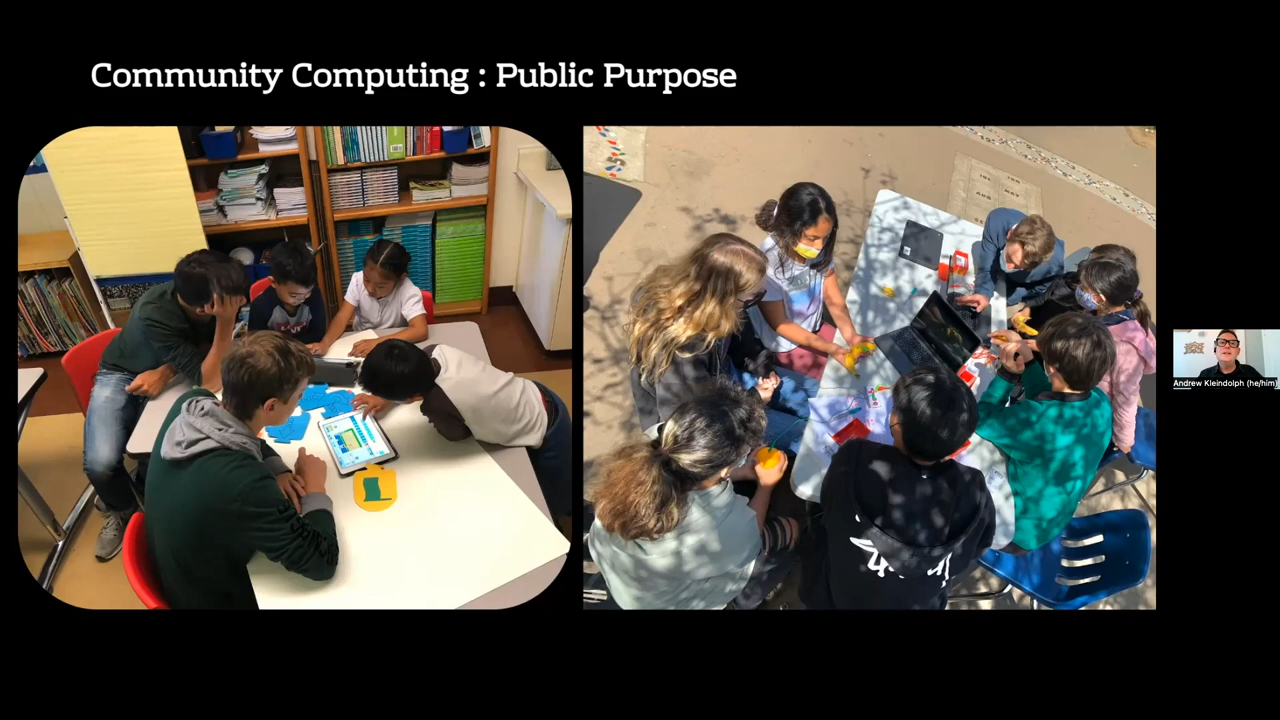 Community Computing : Public Purpose
Andrew Kleindolph (he/him)